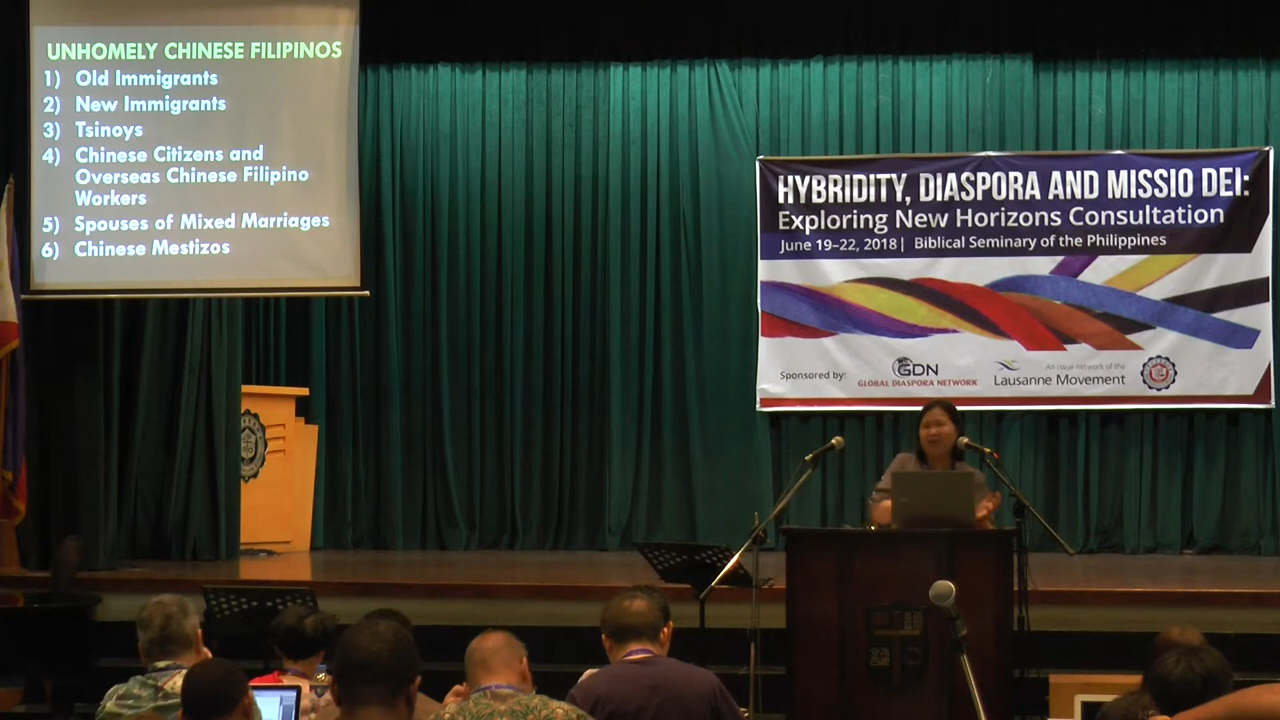 UNHOMELY CHINESE FILIPINOS
1) Old Immigrants
2) New Immigrants
3) Tsinoys
4) Chinese Citizens and
Overseas Chinese Filipino
Workers
5) Spouses of Mixed Marriages
6) Chinese Mestizos
HYBRIDITY, DIASPORA AND MISSIO DEI:
Exploring New Horizons Consultation
June 19–22, 2018 | Biblical Seminary of the Philippines
Sponsored by:
GDN
GLOBAL DIASPORA NETWORK
An issue network of the
Lausanne Movement